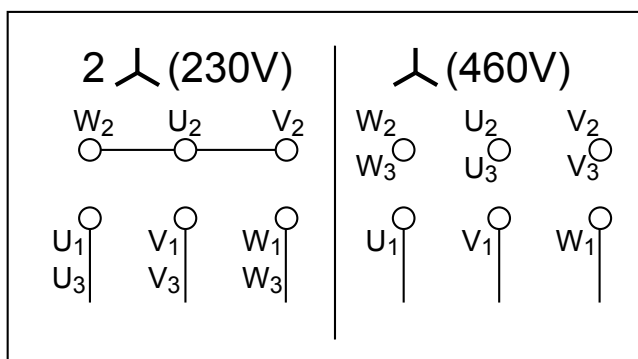 2 (230V)
W2 U2 V2
U1 V1 W1
U3 V3 W3
(460V)
W2 U2 V2
W3 U3 V3
U1 V1 W1